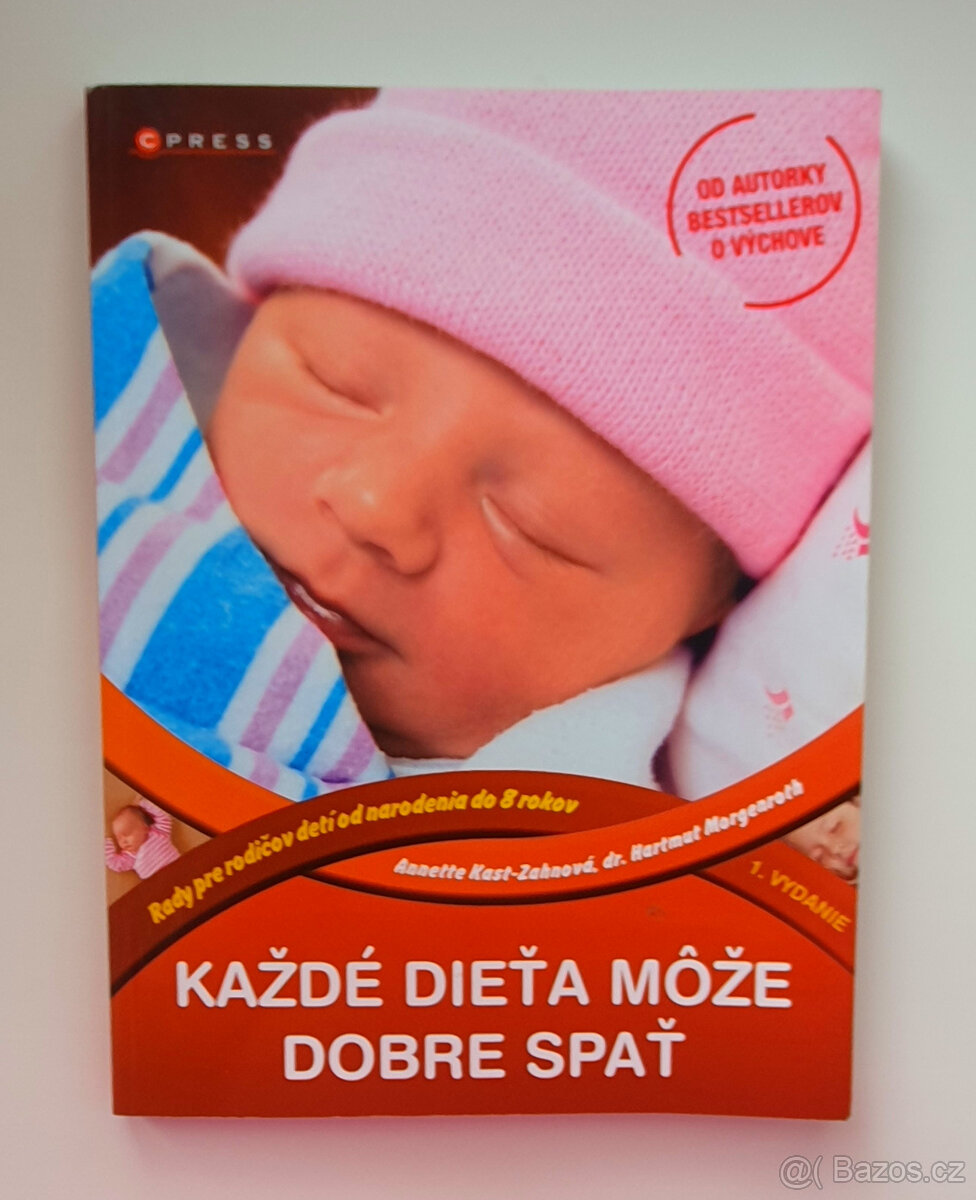 CPRESS
OD AUTORKY
BESTSELLEROV
O VÝCHOVE
Rady pre rodičov detí od narodenia do 8 rokov
Annette Kast-Zahnová, dr. Hartmut Morgenroth
1. VYDANIE
KAŽDÉ DIEŤA MÔŽE
DOBRE SPAŤ
@( Bazos.cz